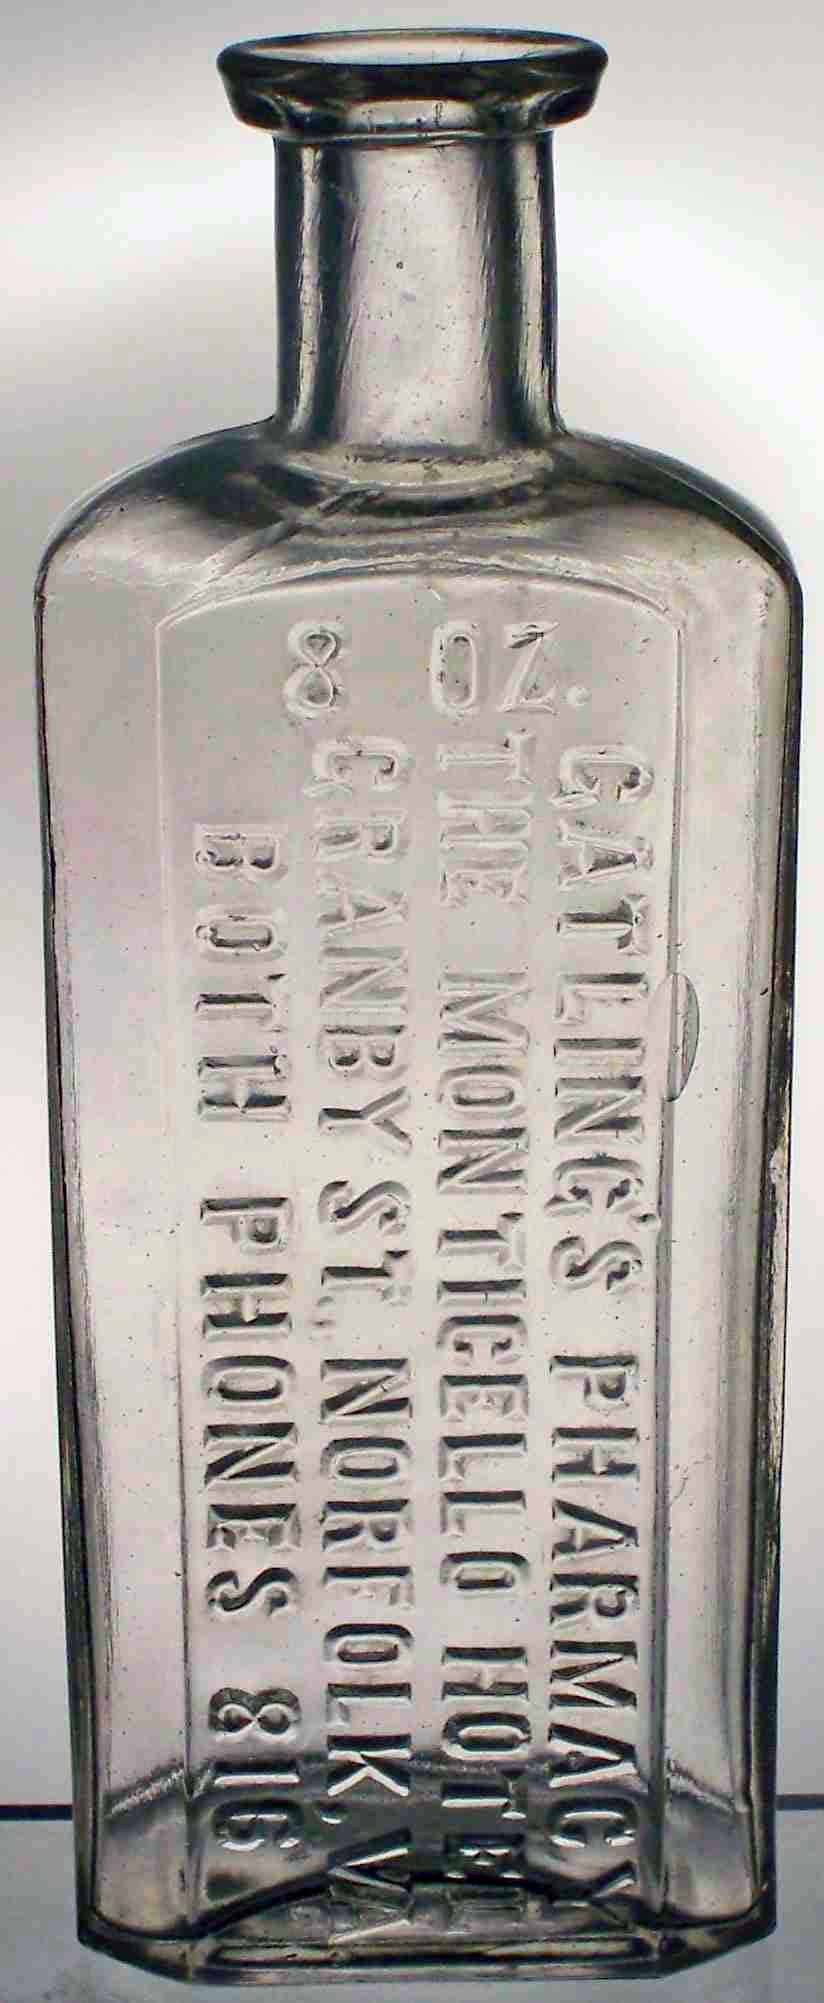 8 OZ.
GATLING'S PHARMACY
THE MONTICELLO HOTEL
GRANBY ST. NORFOLK, VA
BOTH PHONES 816